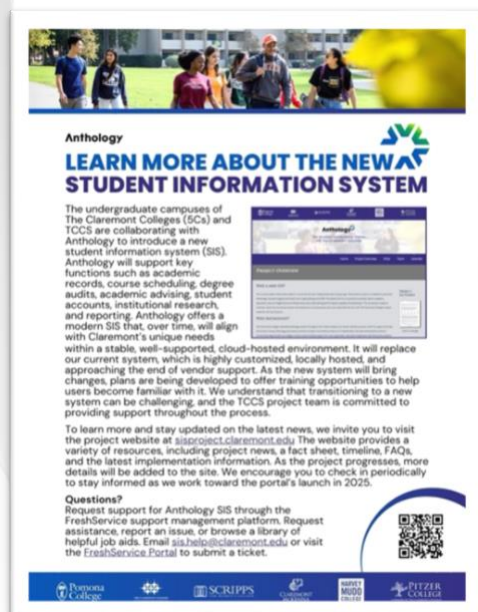 Anthology
LEARN MORE ABOUT THE NEW
STUDENT INFORMATION SYSTEM
The undergraduate campuses of
The Claremont Colleges (5Cs) and
TCCS are collaborating with
Anthology to introduce a new
student information system (SIS).
Anthology will support key
functions such as academic
records, course scheduling, degree
audits, academic advising, student
accounts, institutional research,
and reporting. Anthology offers a
modern SIS that, over time, will align
with Claremont's unique needs
within a stable, well-supported, cloud-hosted environment. It will replace
our current system, which is highly customized, locally hosted, and
approaching the end of vendor support. As the new system will bring
changes, plans are being developed to offer training opportunities to help
users become familiar with it. We understand that transitioning to a new
system can be challenging, and the TCCS project team is committed to
providing support throughout the process.
Anthology
To learn more and stay updated on the latest news, we invite you to visit
the project website at sisproject.claremont.edu The website provides a
variety of resources, including project news, a fact sheet, timeline, FAQs,
and the latest implementation information. As the project progresses, more
details will be added to the site. We encourage you to check in periodically
to stay informed as we work toward the portal's launch in 2025.
Questions?
Request support for Anthology SIS through the
FreshService support management platform. Request
assistance, report an issue, or browse a library of
helpful job aids. Email sis.help@claremont.edu or visit
the FreshService Portal to submit a ticket.
Pomona
College
SCRIPPS
CLAREMONT
MCKENNA
HARVEY
MUDD
COLLEGE
PITZER
COLLEGE